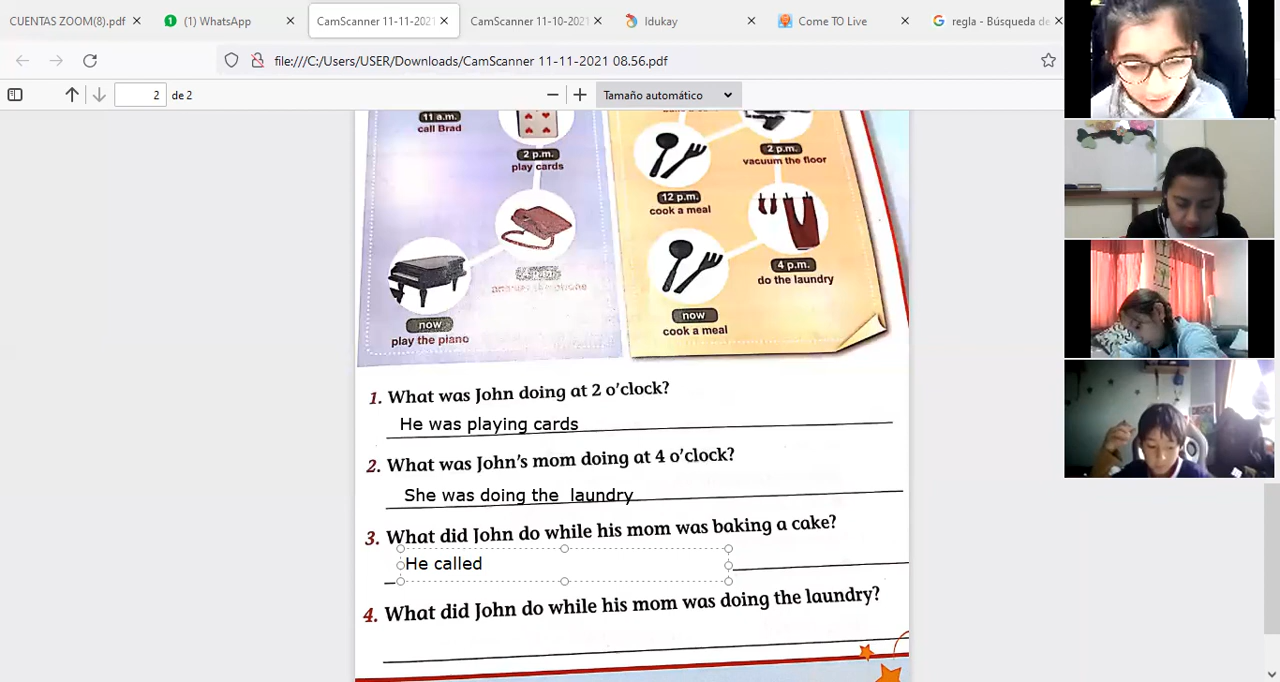 CUENTAS ZOOM(8).pdf
(1) WhatsApp
CamScanner 11-11-2021
CamScanner 11-10-2021
Idukay
Come TO Live
regla - Búsqueda de
file:///C:/Users/USER/Downloads/CamScanner 11-11-2021 08.56.pdf
2 de 2
Tamaño automático
11 a.m.
call Brad
2 p.m.
play cards
now
play the piano
2 p.m.
vacuum the floor
12 p.m.
cook a meal
4 p.m.
do the laundry
now
cook a meal
1. What was John doing at 2 o'clock?
He was playing cards
2. What was John's mom doing at 4 o'clock?
She was doing the laundry
3. What did John do while his mom was baking a cake?
He called
4. What did John do while his mom was doing the laundry?